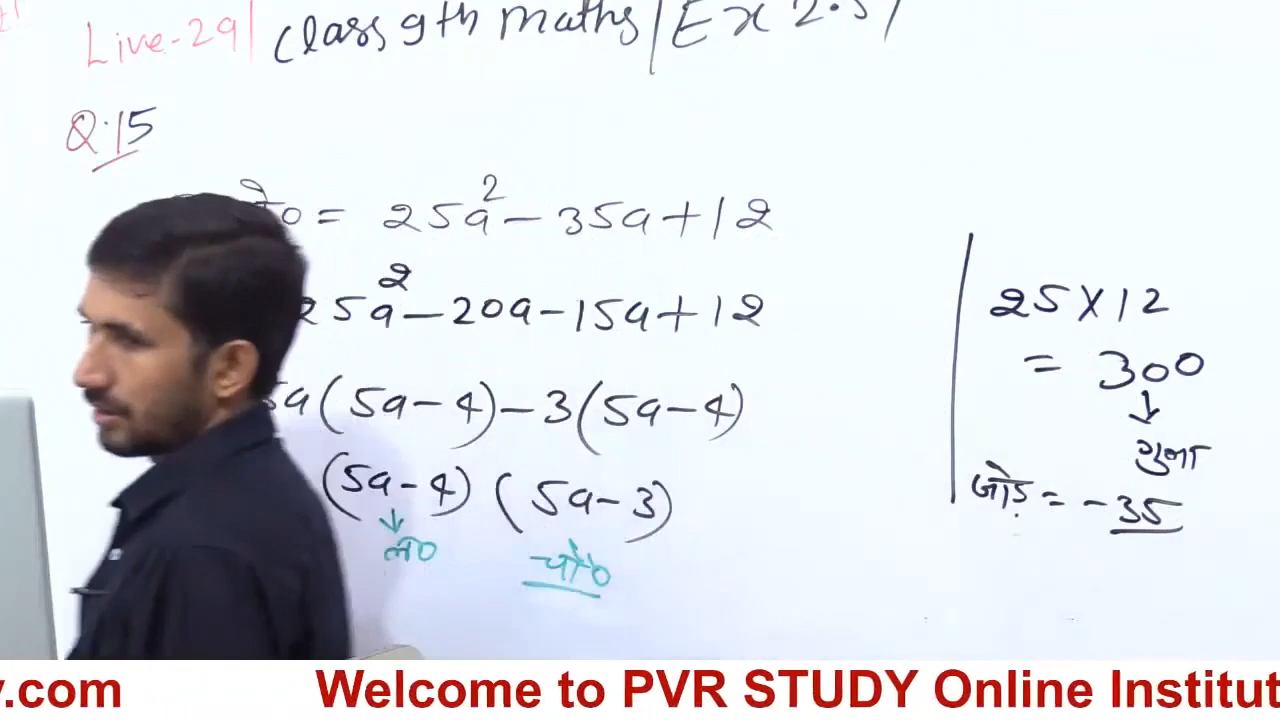 Live-29| Class 9th Maths | Ex 2.5 |
Q.15
= 25a² - 35a + 12
25a² - 20a - 15a + 12
5a (5a - 4) - 3 (5a - 4)
(5a - 4) (5a - 3)
ल० चौ०
25 X 12
= 300
↓
गुणा
जोड़ = - 35
y.com Welcome to PVR STUDY Online Institut